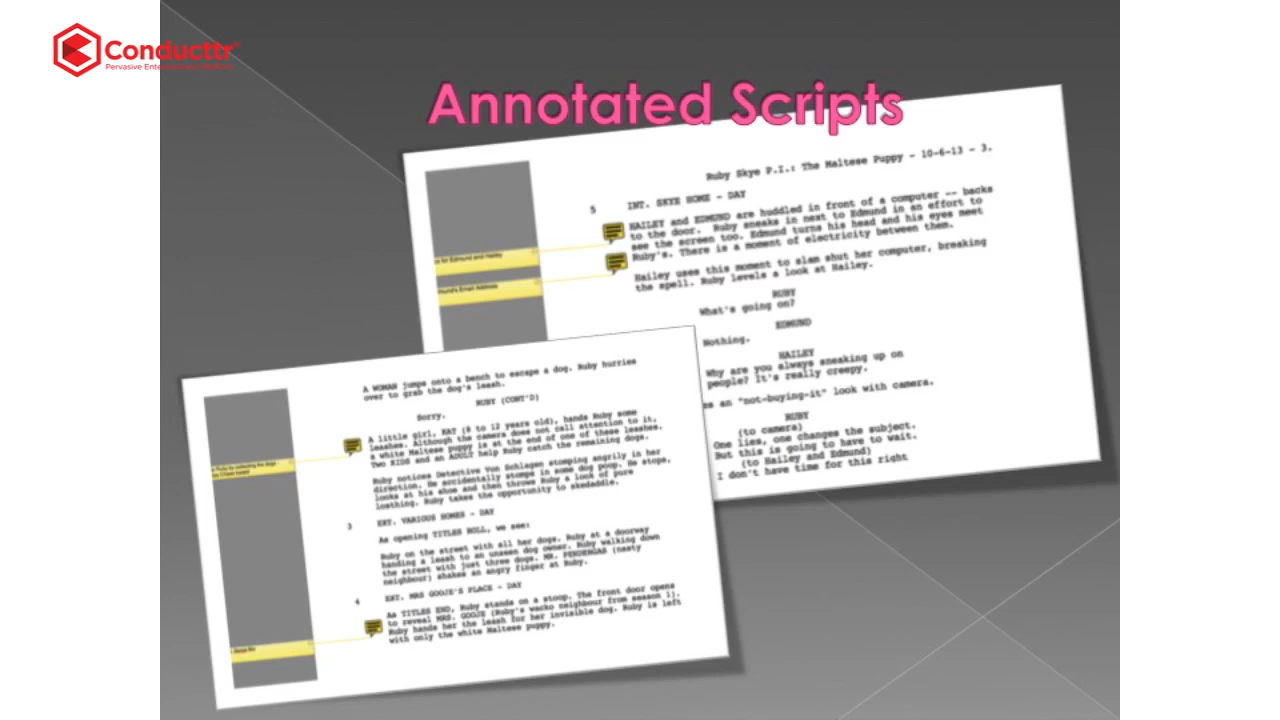 Conducttr
Annotated Scripts
Ruby Skye P.I.: The Maltese Puppy - 10-6-13 - 3.
5 INT. SKYE HOME - DAY
HAILEY and EDMUND are huddled in front of a computer -- backs
to the door. Ruby sneaks in next to Edmund in an effort to
see the screen too. Edmund turns his head and his eyes meet
Ruby's. There is a moment of electricity between them.
for Edmund and Hailey
Hailey uses this moment to slam shut her computer, breaking
the spell. Ruby levels a look at Hailey.
Email Address
RUBY
What's going on?
EDMUND
Nothing.
HAILEY
Why are you always sneaking up on
people? It's really creepy.
an "not-buying-it" look with camera.
RUBY
(to camera)
One lies, one changes the subject.
But this is going to have to wait.
(to Hailey and Edmund)
I don't have time for this right
A WOMAN jumps onto a bench to escape a dog. Ruby hurries
over to grab the dog's leash.
RUBY (CONT'D)
Sorry.
A little girl, KAT (8 to 12 years old), hands Ruby some
leashes. Although the camera does not call attention to it,
a white Maltese puppy is at the end of one of these leashes.
Two KIDS and an ADULT help Ruby catch the remaining dogs.
Ruby notices Detective Von Schlagen stomping angrily in her
direction. He accidentally stomps in some dog poop. He stops,
looks at his shoe and then throws Ruby a look of pure
loathing. Ruby takes the opportunity to skedaddle.
3 EXT. VARIOUS HOMES - DAY
As opening TITLES ROLL, we see:
Ruby on the street with all her dogs. Ruby at a doorway
handing a leash to an unseen dog owner. Ruby walking down
the street with just three dogs. MR. PENDERGAS (nasty
neighbour) shakes an angry finger at Ruby.
4 EXT. MRS GOOJE'S PLACE - DAY
As TITLES END, Ruby stands on a stoop. The front door opens
to reveal MRS. GOOJE (Ruby's wacko neighbour from season 1).
Ruby hands her the leash for her invisible dog. Ruby is left
with only the white Maltese puppy.